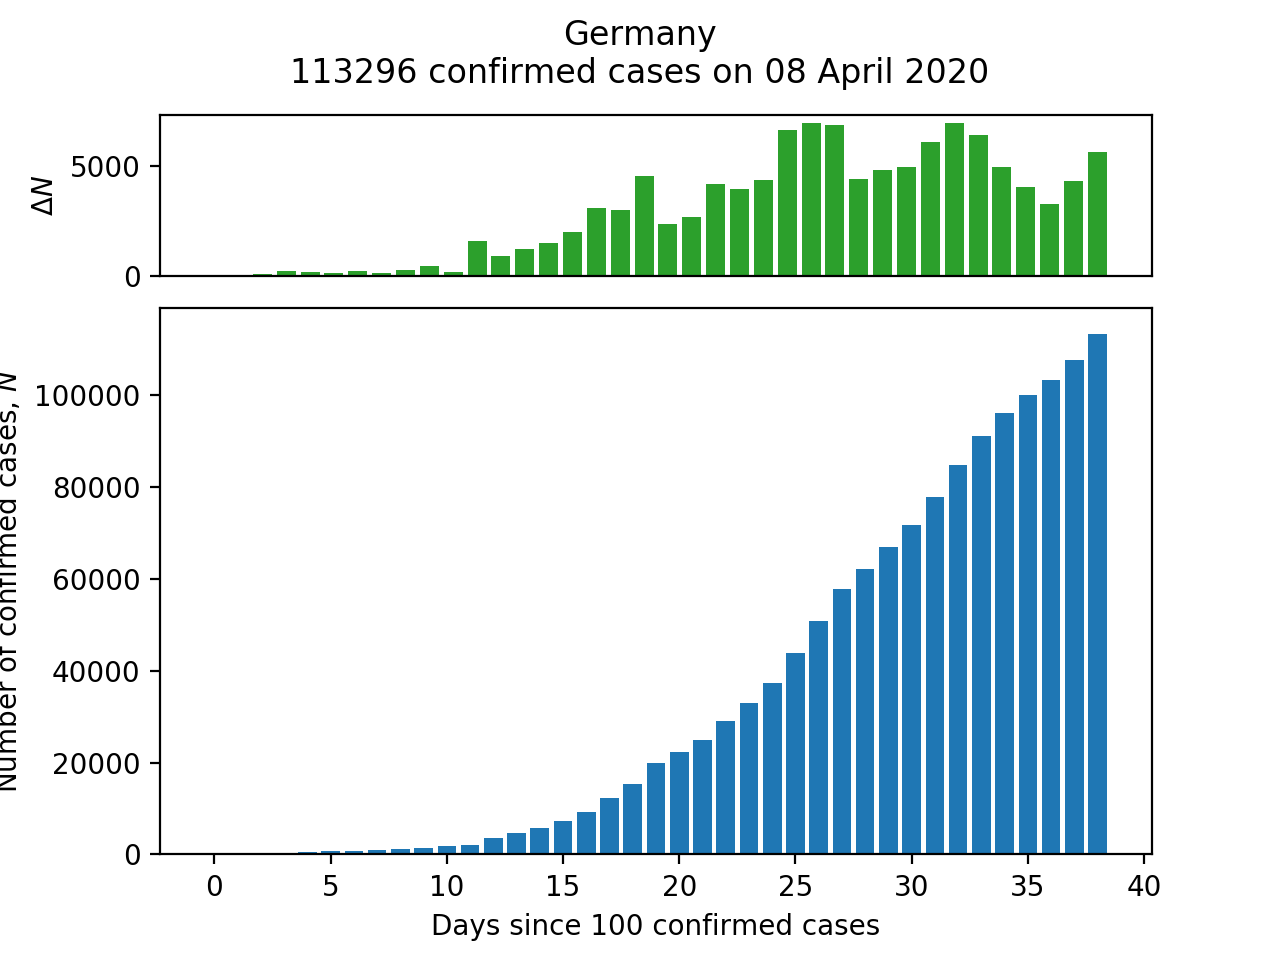 Germany
113296 confirmed cases on 08 April 2020
5000
0
ΔN
100000
80000
60000
40000
20000
0
Number of confirmed cases, N
0 5 10 15 20 25 30 35 40
Days since 100 confirmed cases